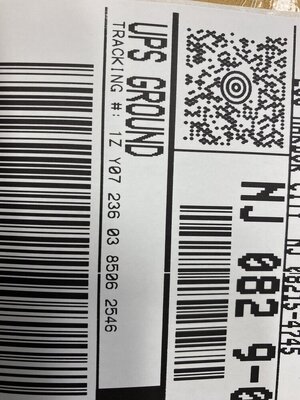 NJ 082 9-0
UPS GROUND
TRACKING #: 1Z Y07 236 03 8506 2546